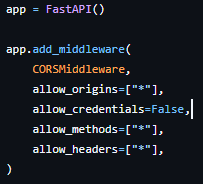 app = FastAPI()
app.add_middleware(
    CORSMiddleware,
    allow_origins=["*"],
    allow_credentials=False,
    allow_methods=["*"],
    allow_headers=["*"],
)